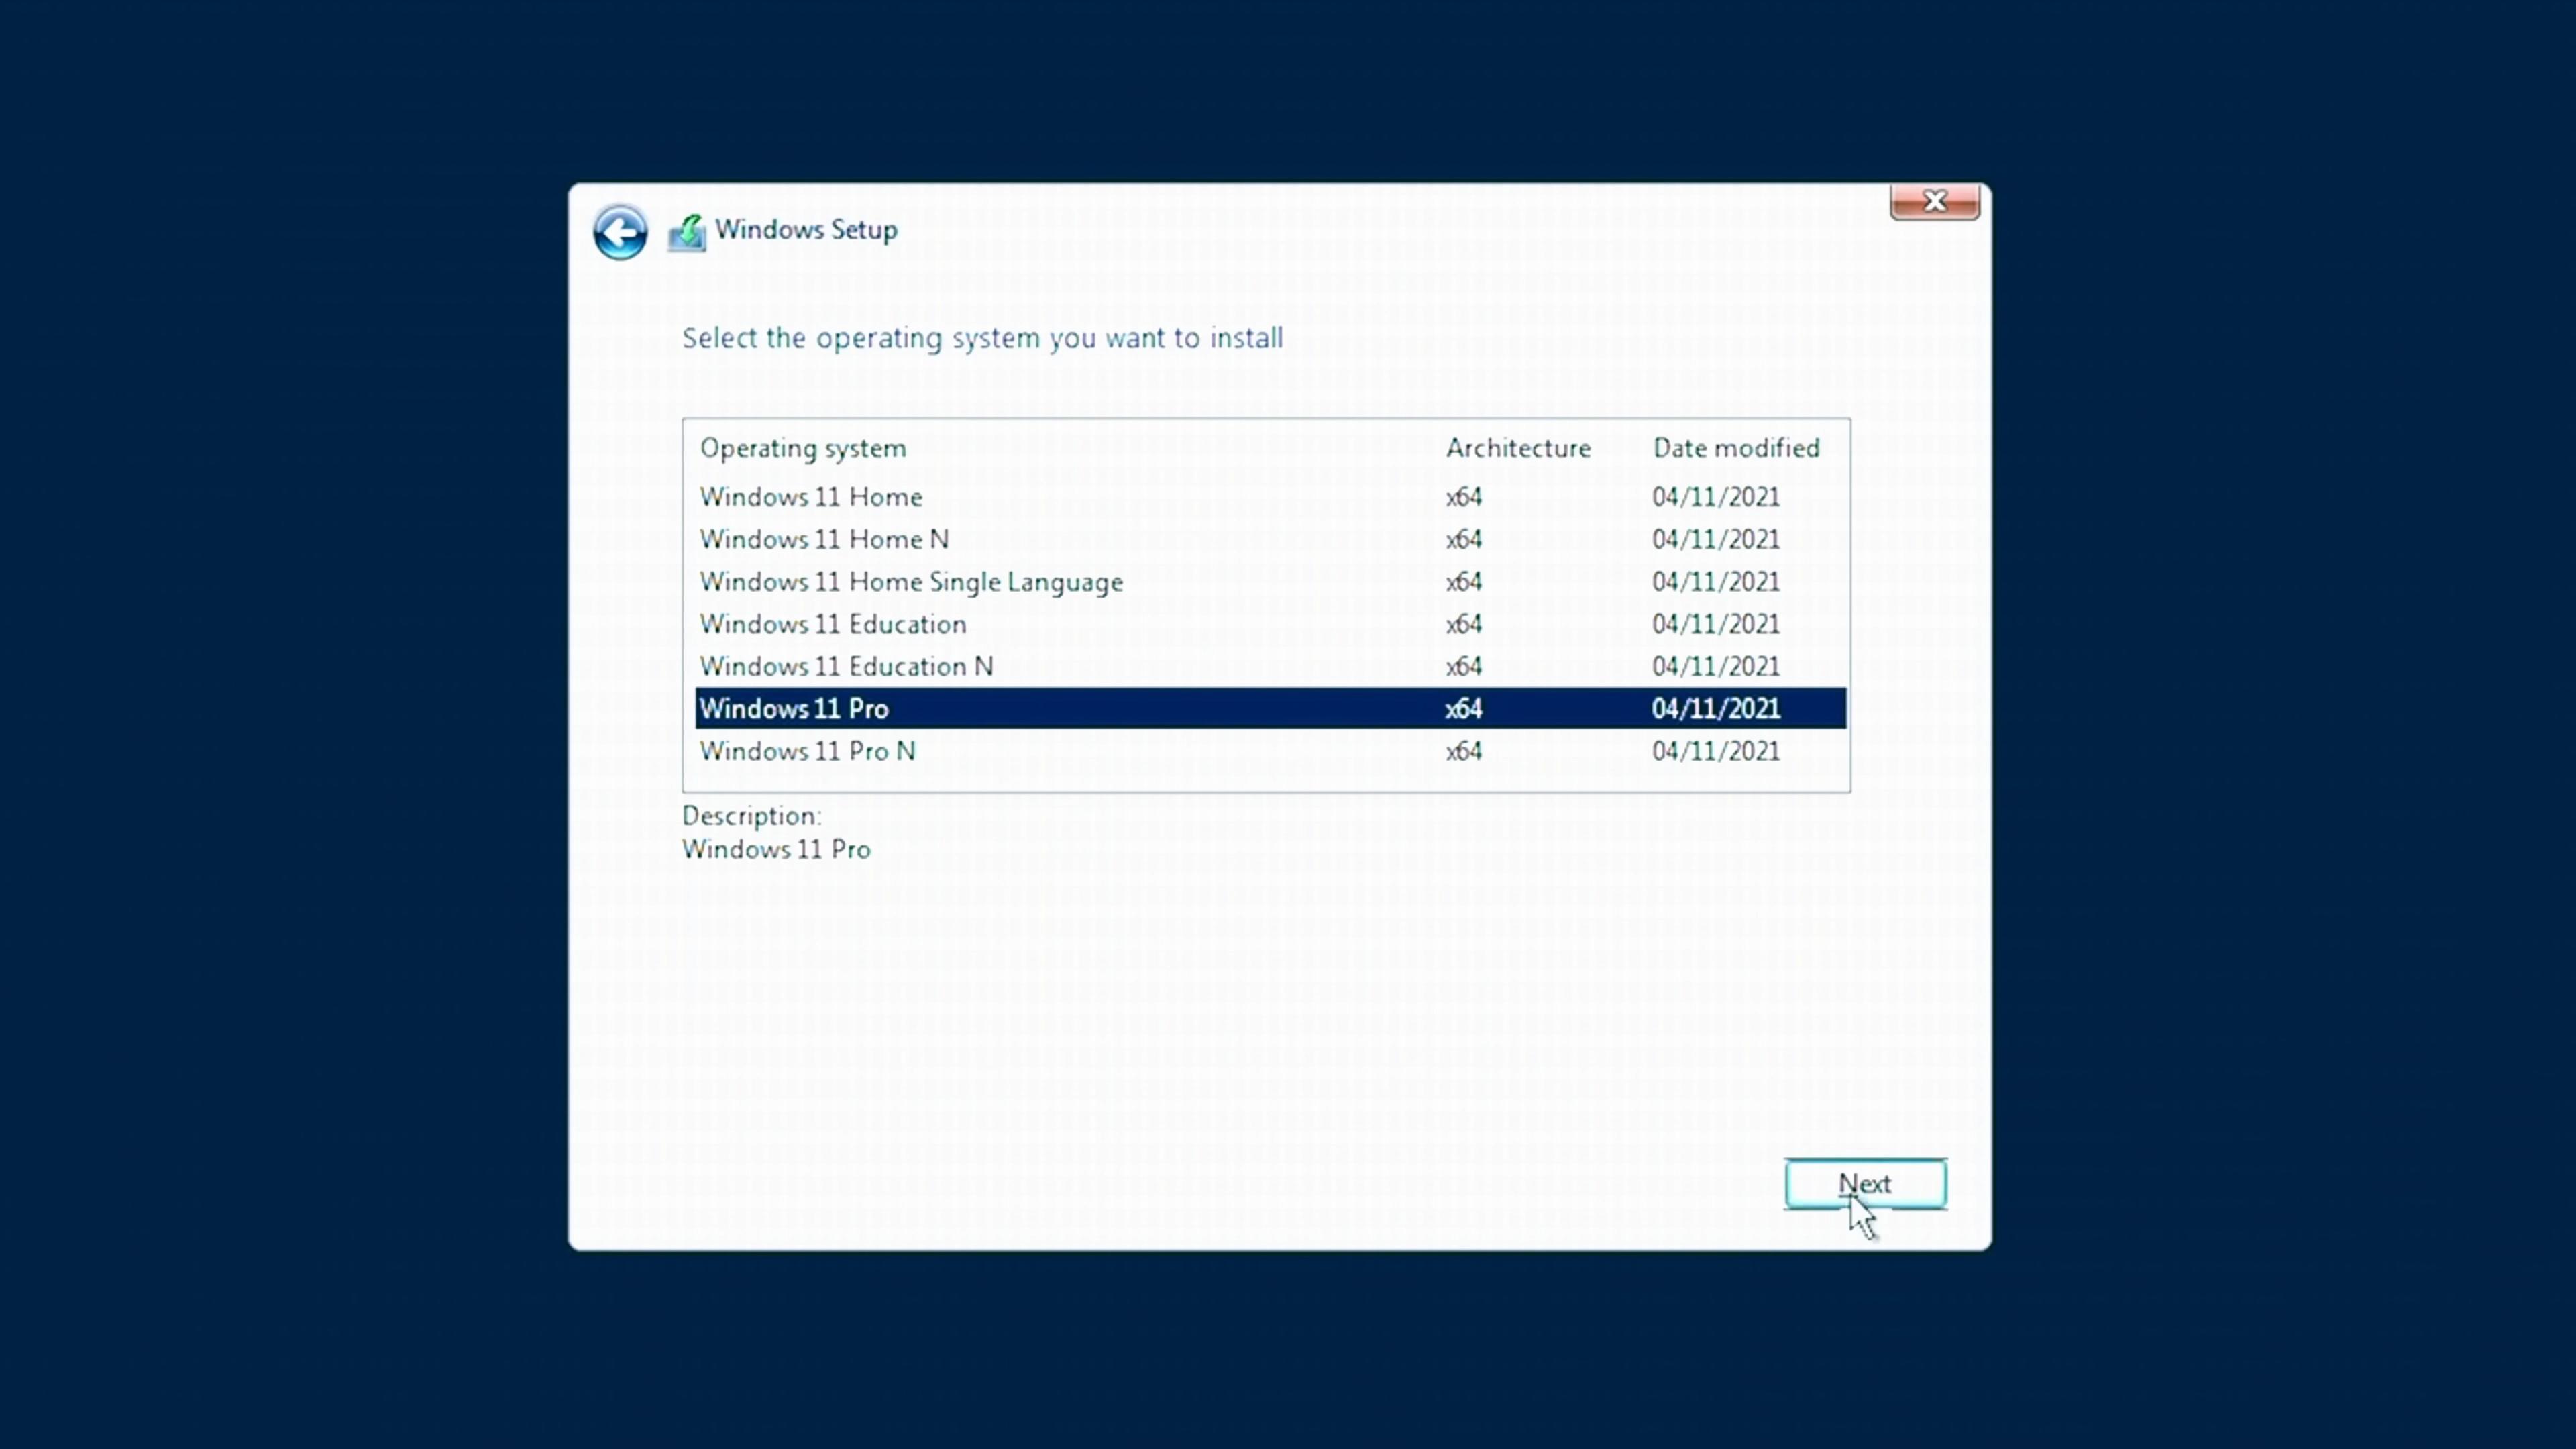 Windows Setup
Select the operating system you want to install
Operating system Architecture Date modified
Windows 11 Home x64 04/11/2021
Windows 11 Home N x64 04/11/2021
Windows 11 Home Single Language x64 04/11/2021
Windows 11 Education x64 04/11/2021
Windows 11 Education N x64 04/11/2021
Windows 11 Pro x64 04/11/2021
Windows 11 Pro N x64 04/11/2021
Description:
Windows 11 Pro
Next